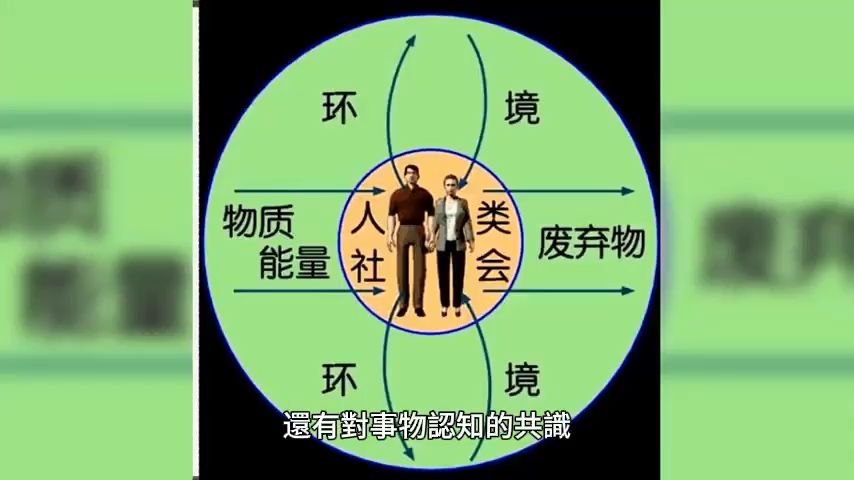 环 境
物质 人 类 废弃物
能量 社 会
环 境
還有對事物認知的共識